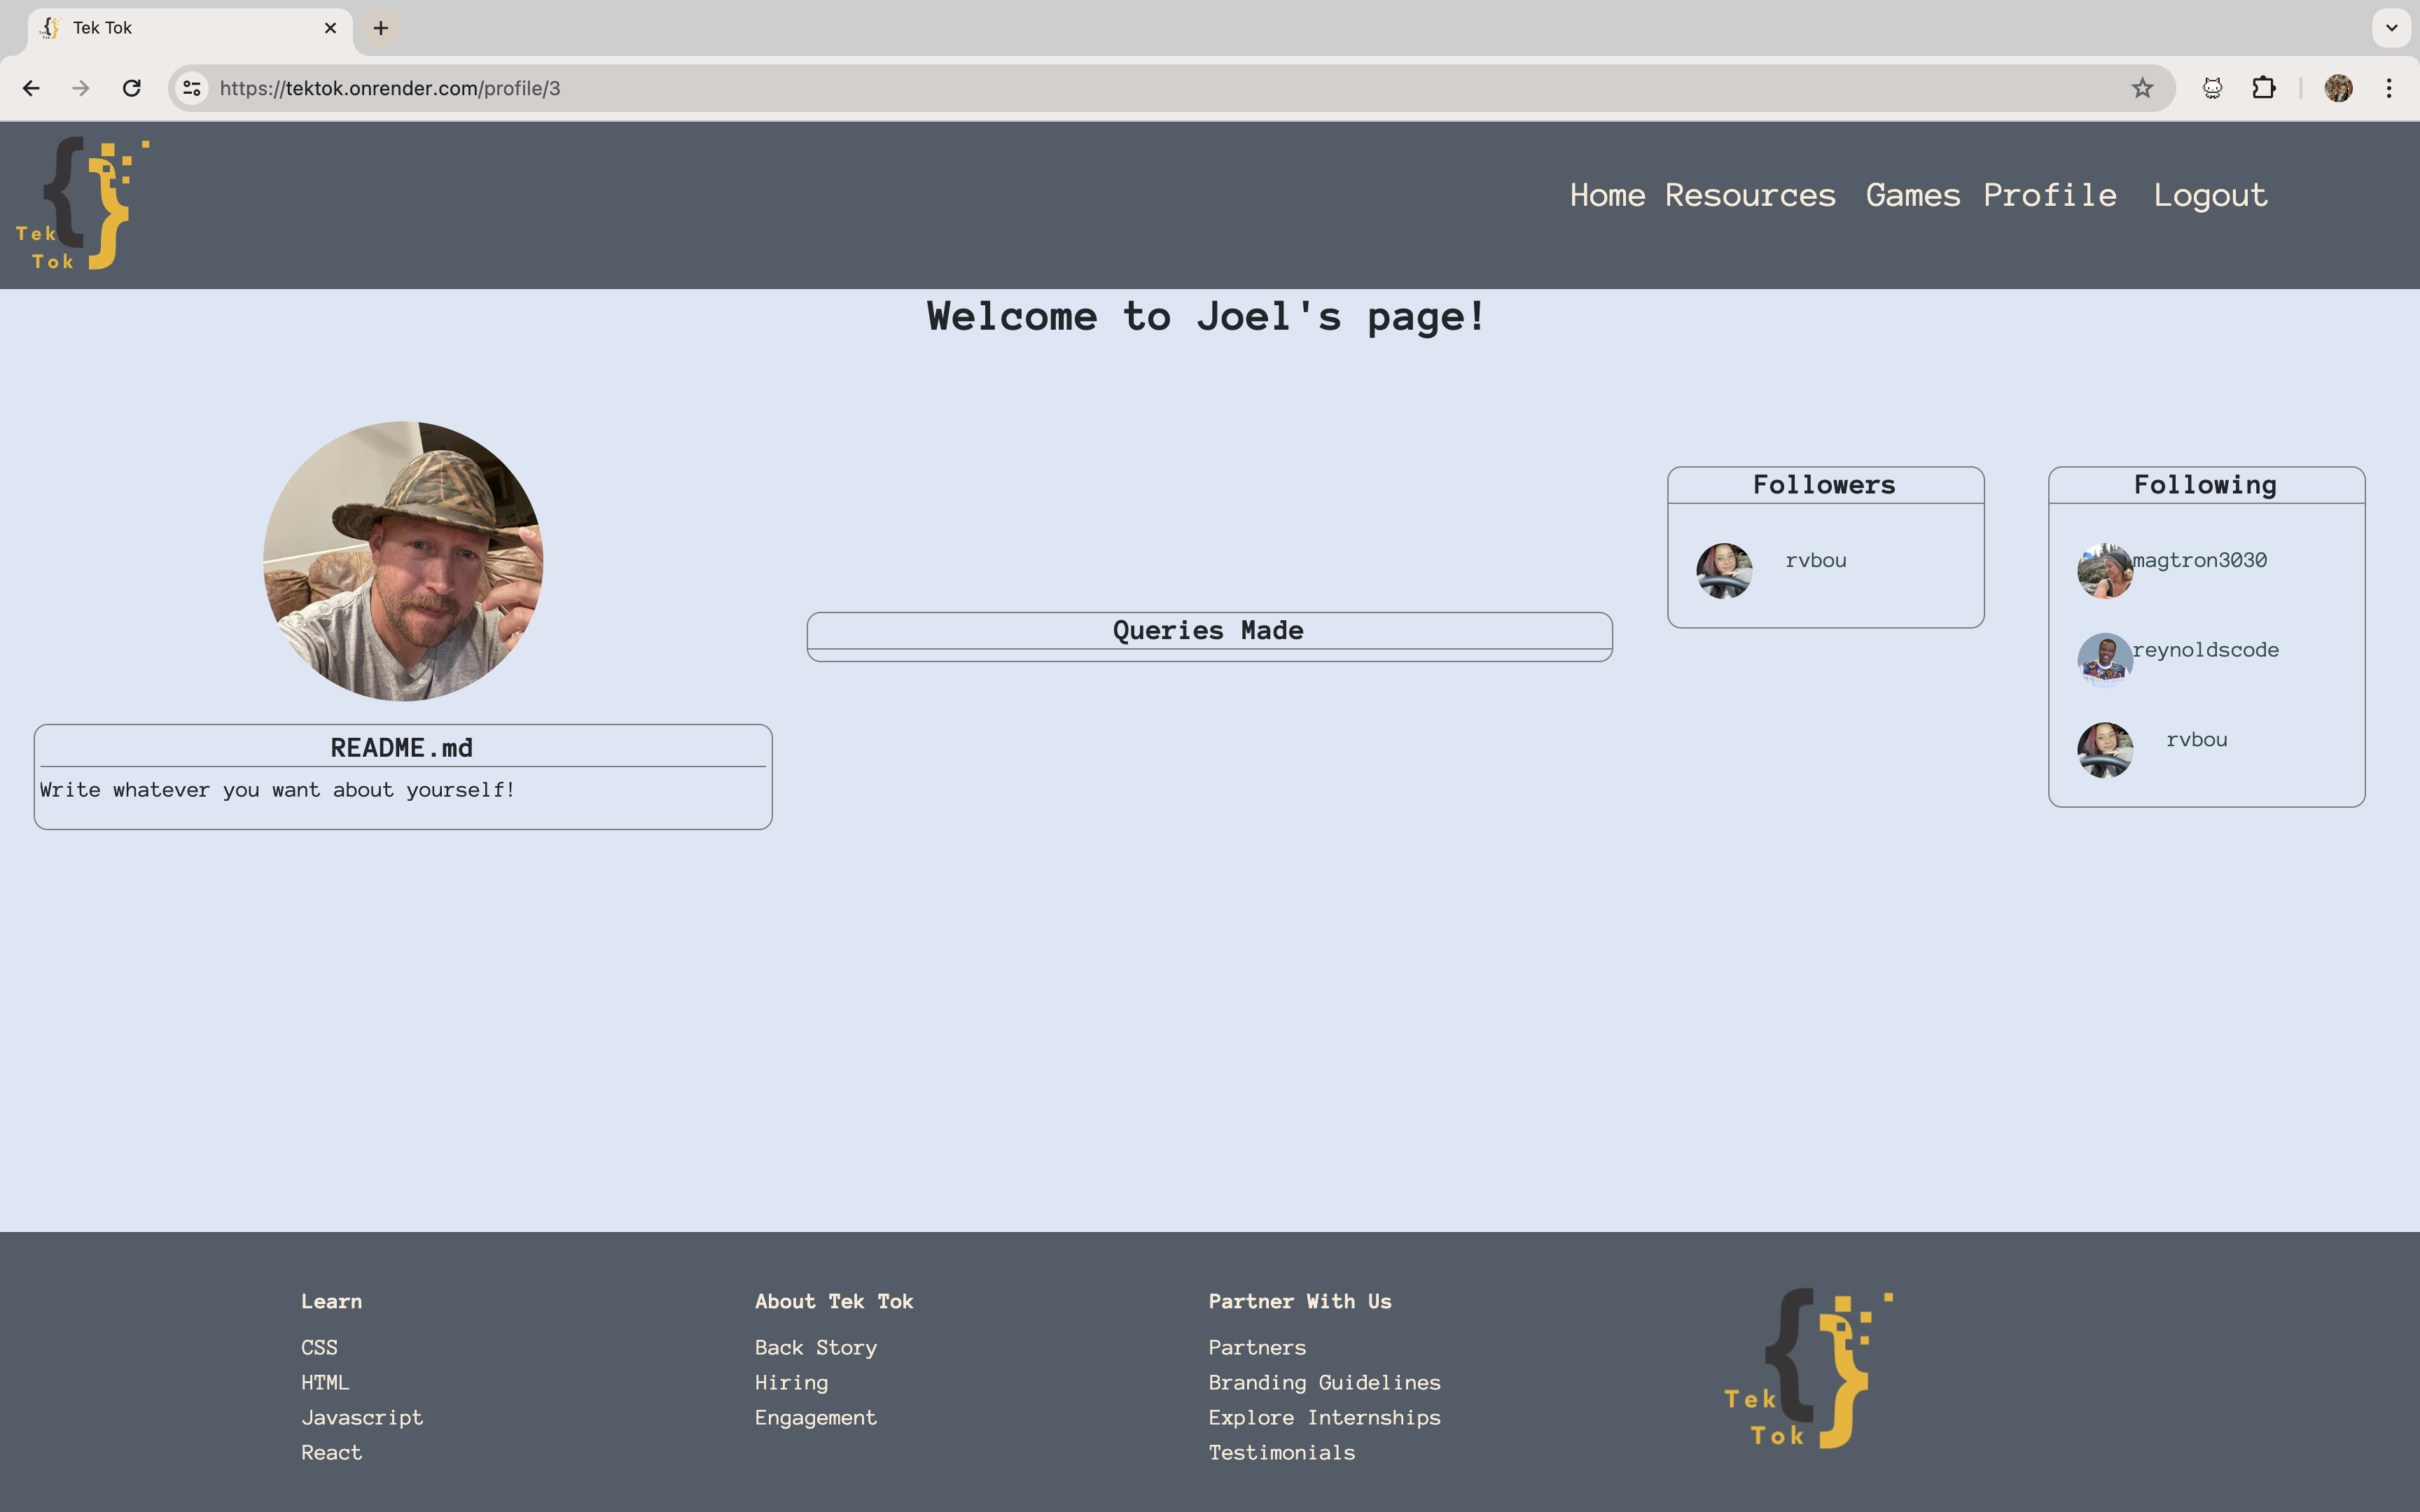 Tek Tok
https://tektok.onrender.com/profile/3
Tek
Tok
Home Resources Games Profile Logout
Welcome to Joel's page!
README.md
Write whatever you want about yourself!
Queries Made
Followers
rvbou
Following
magtron3030
reynoldscode
rvbou
Learn
CSS
HTML
Javascript
React
About Tek Tok
Back Story
Hiring
Engagement
Partner With Us
Partners
Branding Guidelines
Explore Internships
Testimonials
Tek
Tok